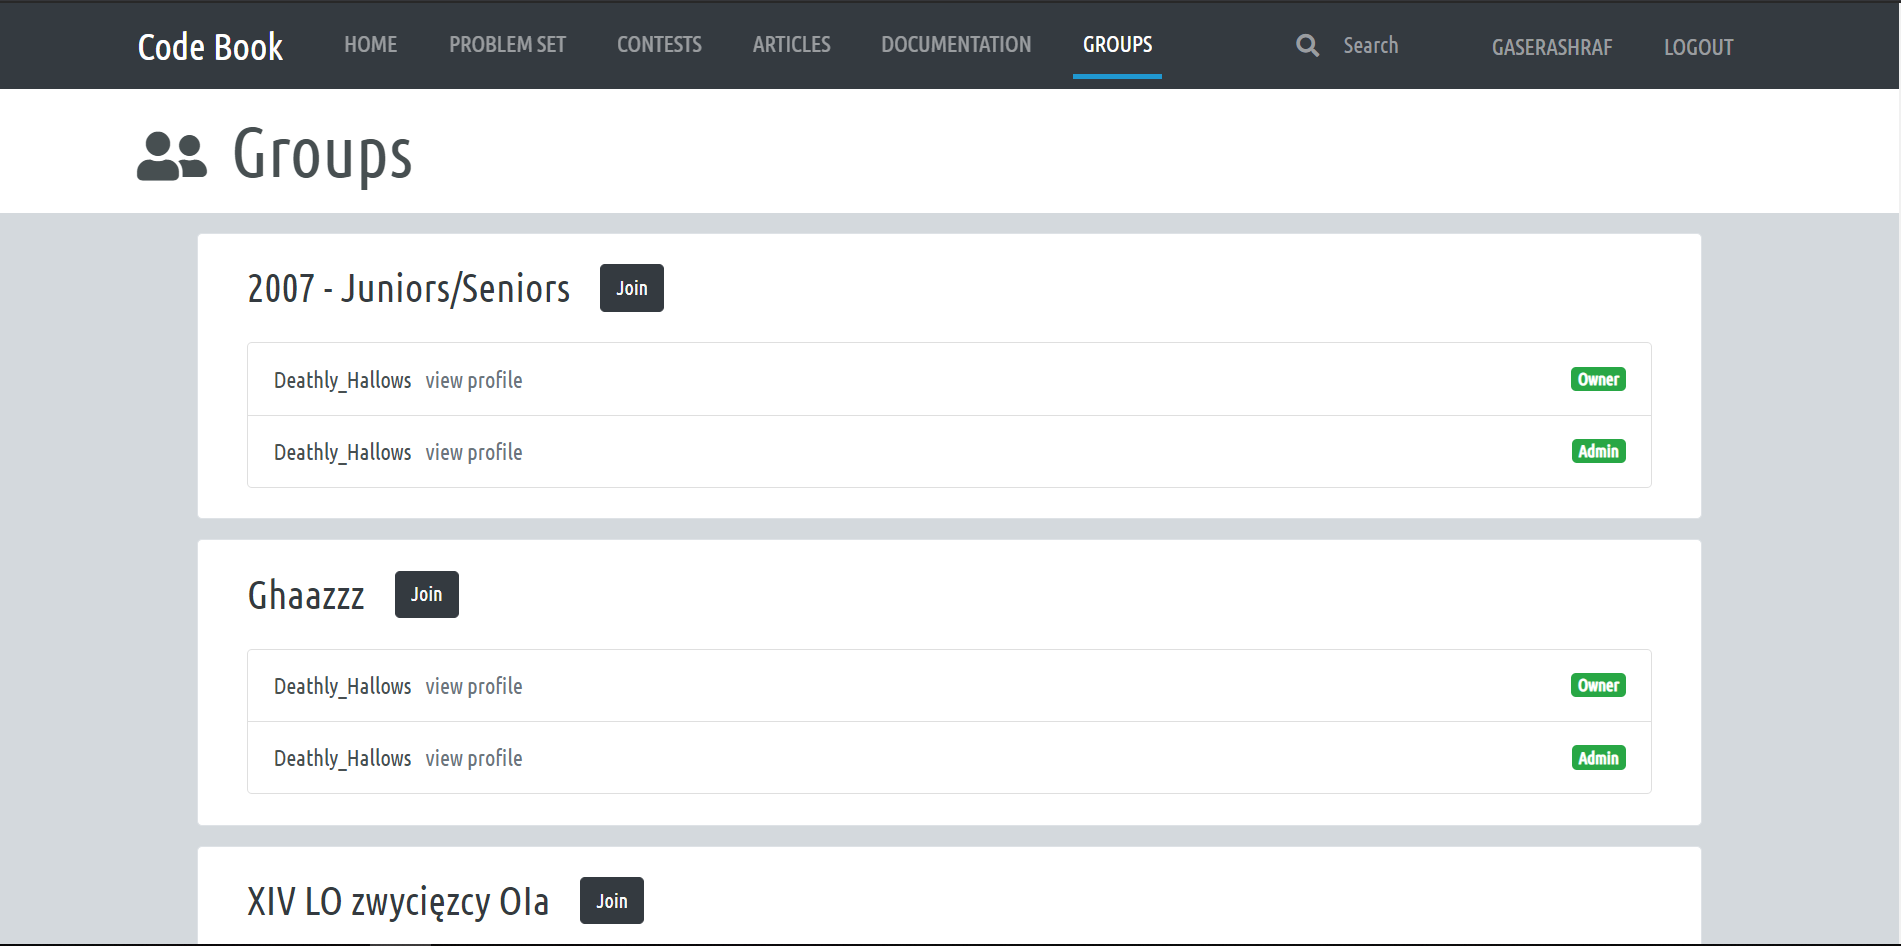 Code Book HOME PROBLEM SET CONTESTS ARTICLES DOCUMENTATION GROUPS Search GASERASHRAF LOGOUT
Groups
2007 - Juniors/Seniors Join
Deathly_Hallows view profile Owner
Deathly_Hallows view profile Admin
Ghaazzz Join
Deathly_Hallows view profile Owner
Deathly_Hallows view profile Admin
XIV LO zwycięzcy OIa Join